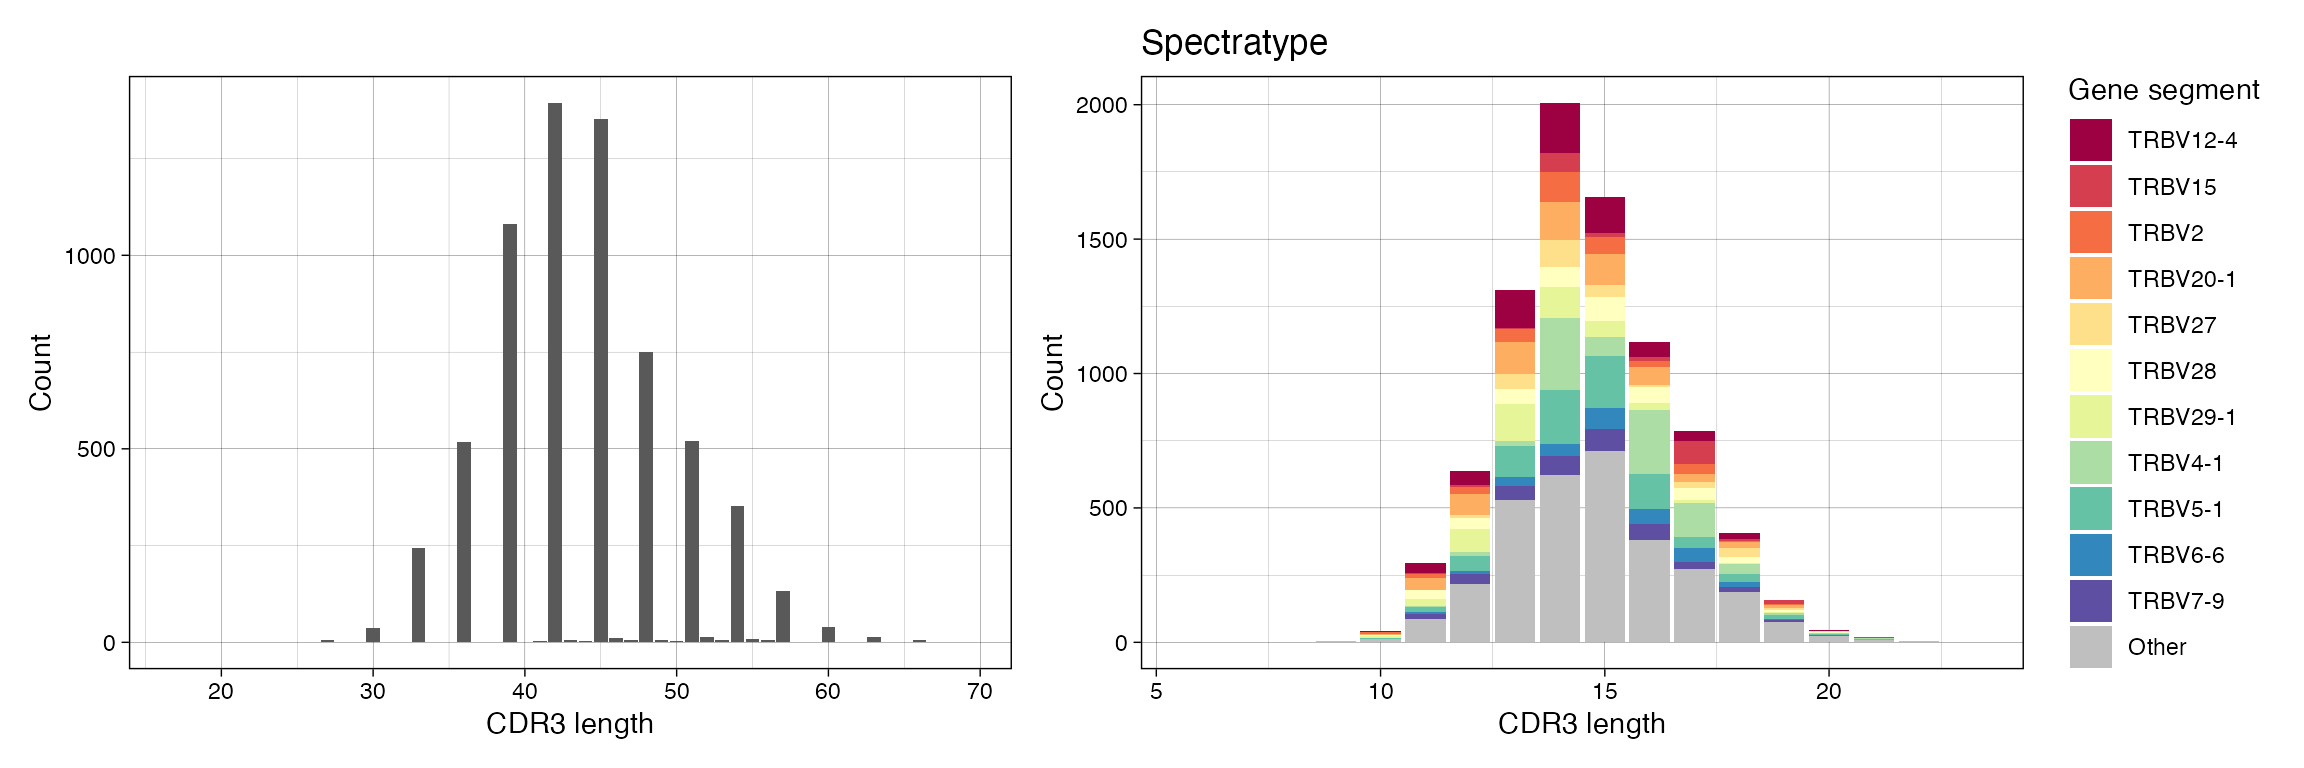 Count
1000
500
0
20 30 40 50 60 70
CDR3 length
Spectratype
Count
2000
1500
1000
500
0
5 10 15 20
CDR3 length
Gene segment
TRBV12-4
TRBV15
TRBV2
TRBV20-1
TRBV27
TRBV28
TRBV29-1
TRBV4-1
TRBV5-1
TRBV6-6
TRBV7-9
Other